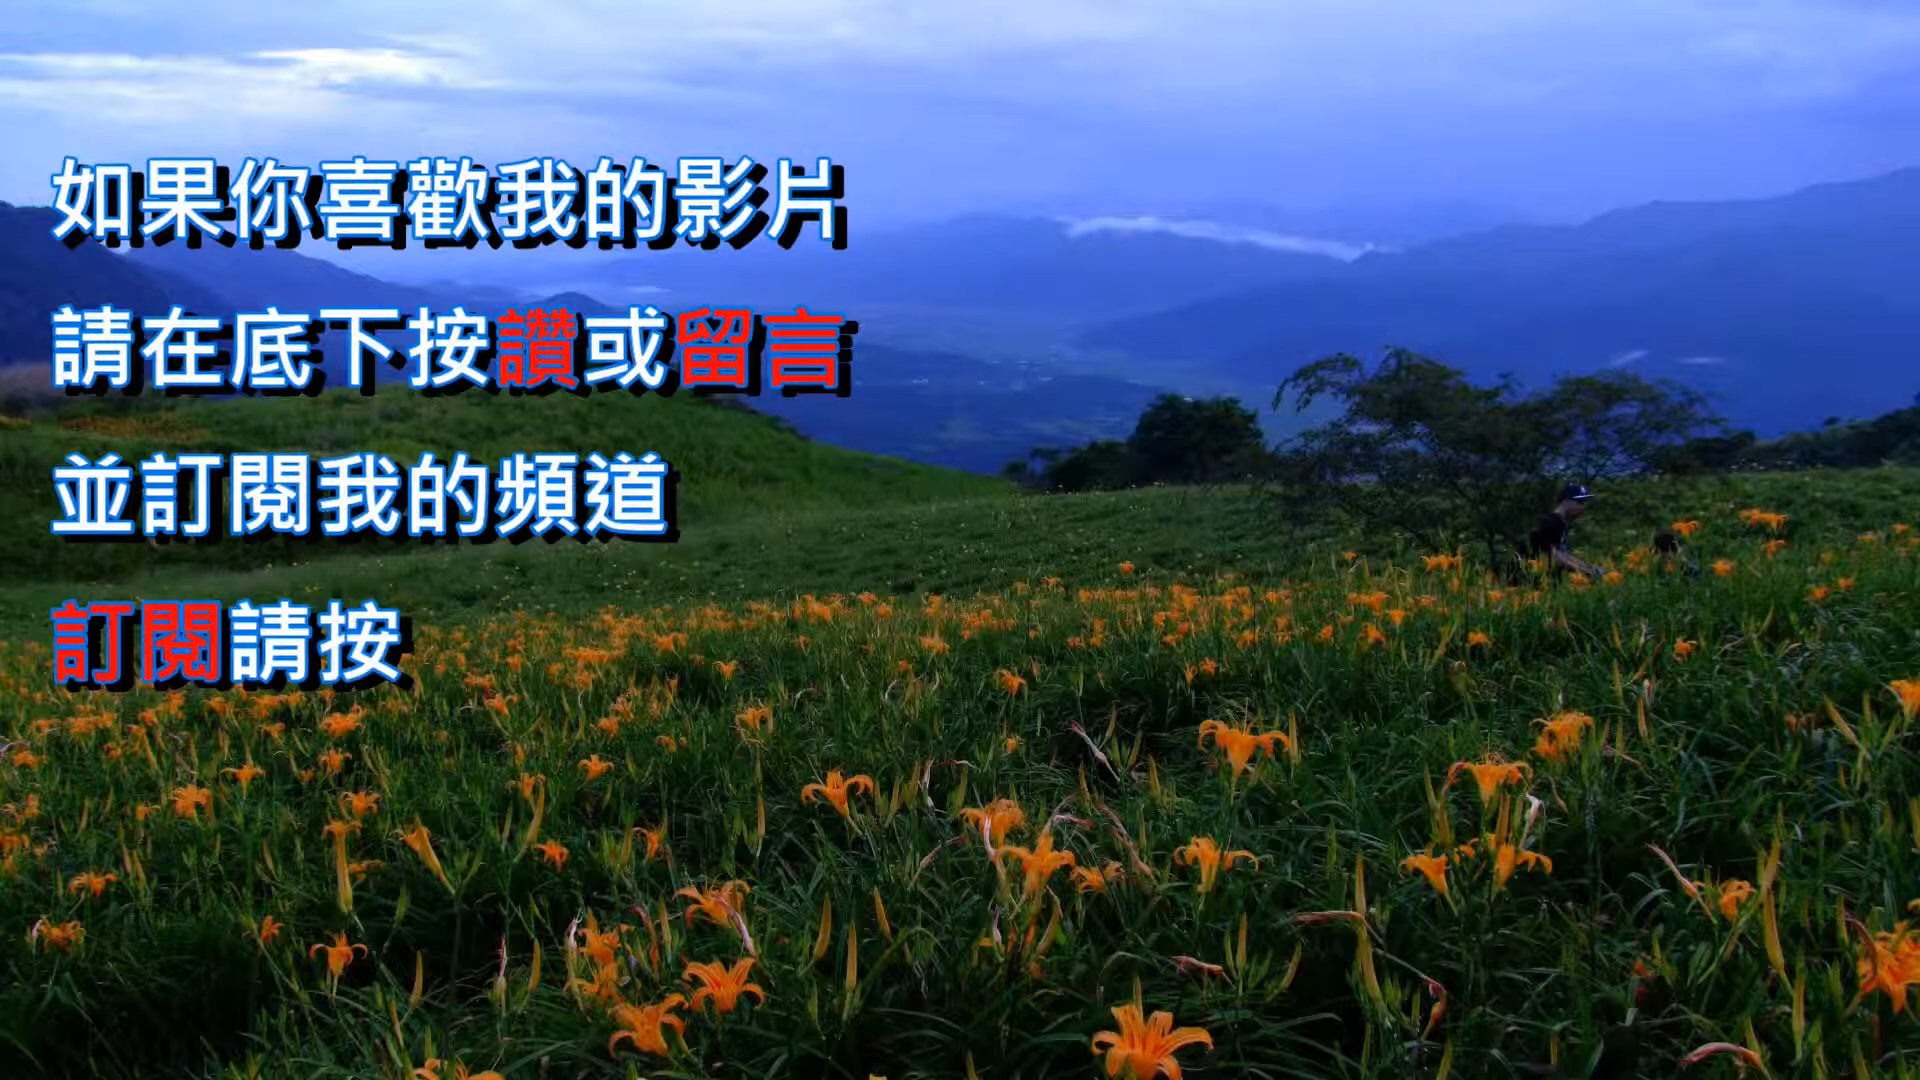 如果你喜歡我的影片
請在底下按讚或留言
並訂閱我的頻道
訂閱請按